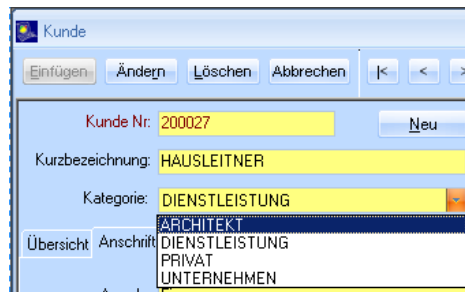 Kunde
Einfügen Ändern Löschen Abbrechen |< < >
Kunde Nr: 200027 Neu
Kurzbezeichnung: HAUSLEITNER
Kategorie: DIENSTLEISTUNG
ARCHITEKT
Übersicht Anschrift DIENSTLEISTUNG
PRIVAT
UNTERNEHMEN